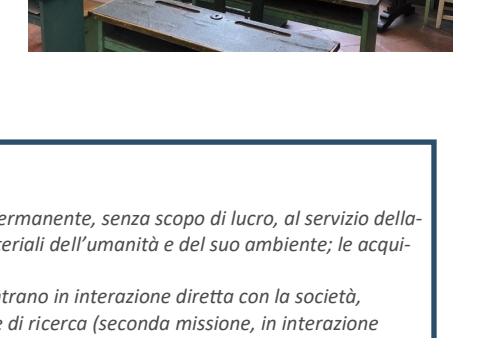 ermanente, senza scopo di lucro, al servizio della-
teriali dell'umanità e del suo ambiente; le acqui-
ntrano in interazione diretta con la società,
e di ricerca (seconda missione, in interazione